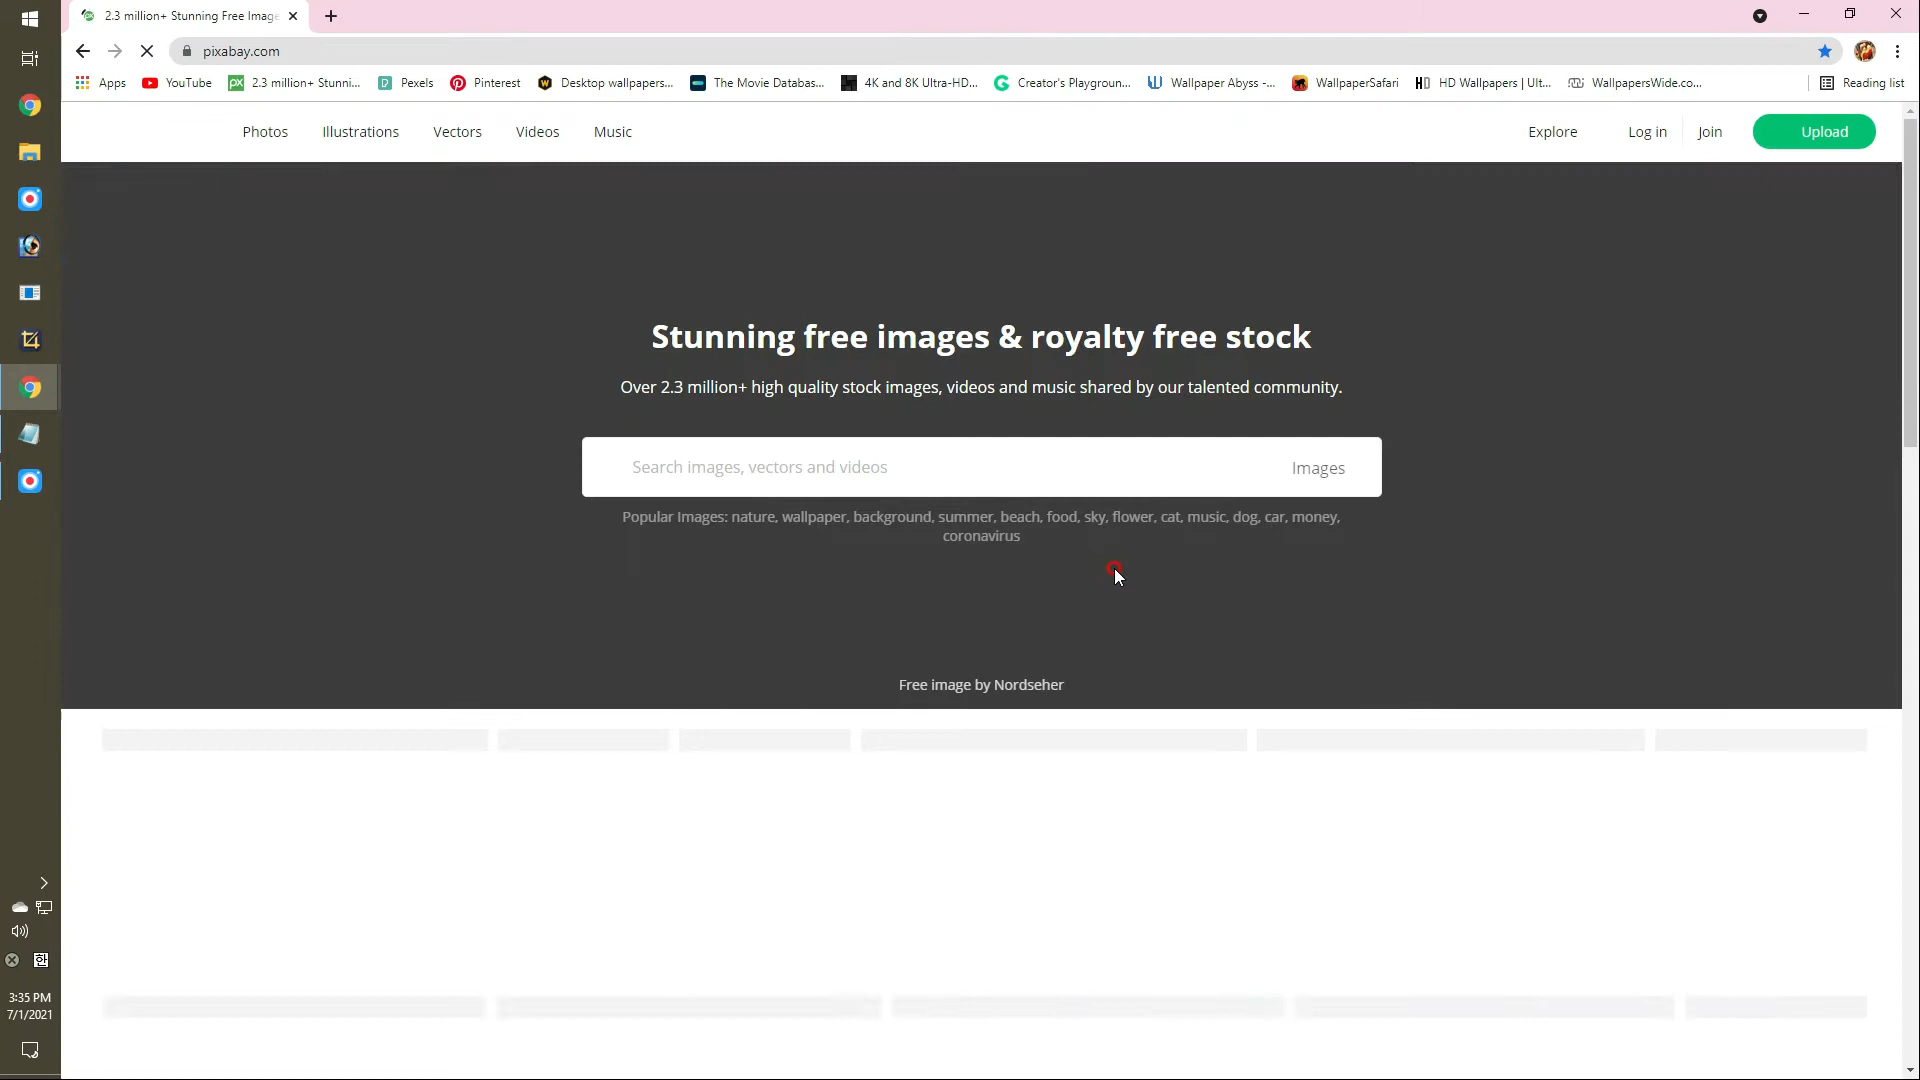 2.3 million+ Stunning Free Image
pixabay.com
Apps YouTube 2.3 million+ Stunni... Pexels Pinterest Desktop wallpapers... The Movie Databas... 4K and 8K Ultra-HD... Creator's Playgroun... Wallpaper Abyss -... WallpaperSafari HD Wallpapers | Ult... WallpapersWide.co... Reading list
Photos Illustrations Vectors Videos Music Explore Log in Join Upload
Stunning free images & royalty free stock
Over 2.3 million+ high quality stock images, videos and music shared by our talented community.
Search images, vectors and videos Images
Popular Images: nature, wallpaper, background, summer, beach, food, sky, flower, cat, music, dog, car, money,
coronavirus
Free image by Nordseher
한
3:35 PM
7/1/2021